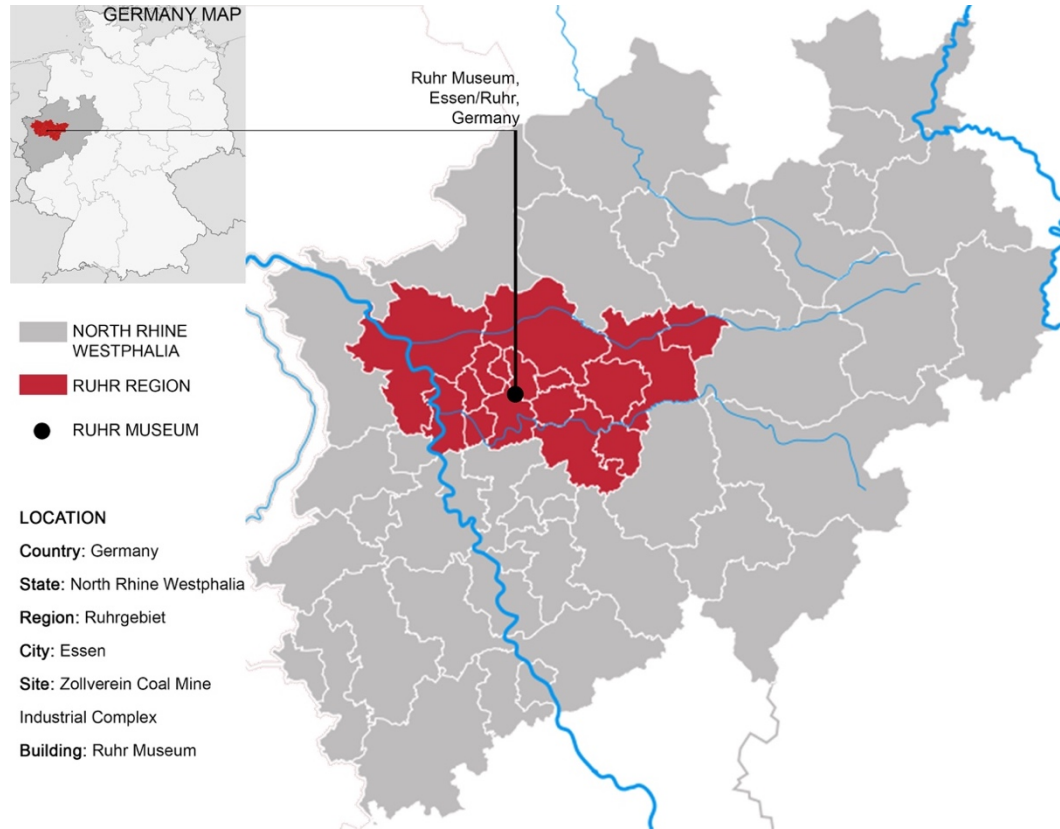 GERMANY MAP
Ruhr Museum,
Essen/Ruhr,
Germany
NORTH RHINE
WESTPHALIA
RUHR REGION
RUHR MUSEUM
LOCATION
Country: Germany
State: North Rhine Westphalia
Region: Ruhrgebiet
City: Essen
Site: Zollverein Coal Mine
Industrial Complex
Building: Ruhr Museum